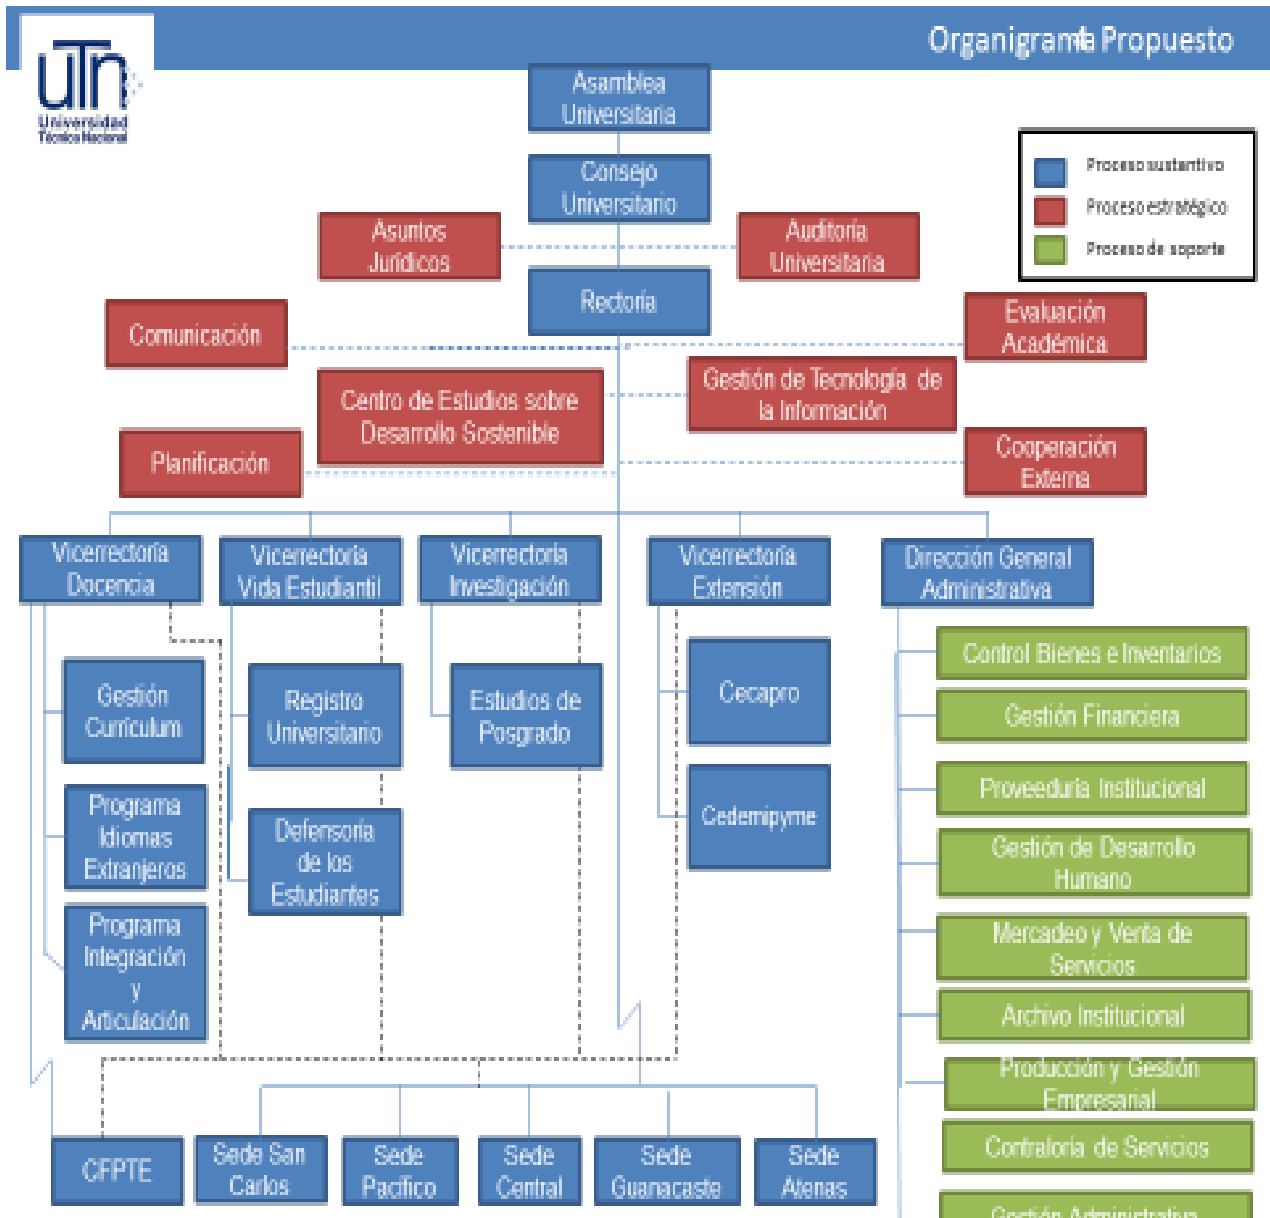 Organigrama Propuesto
uTn
Universidad
Técnica Nacional
Asamblea
Universitaria
Consejo
Universitario
Proceso sustantivo
Proceso estratégico
Proceso de soporte
Asuntos
Jurídicos
Auditoría
Universitaria
Rectoría
Comunicación
Evaluación
Académica
Centro de Estudios sobre
Desarrollo Sostenible
Gestión de Tecnología de
la Información
Planificación
Cooperación
Externa
Vicerrectoría
Docencia
Vicerrectoría
Vida Estudiantil
Vicerrectoría
Investigación
Vicerrectoría
Extensión
Dirección General
Administrativa
Gestión
Currículum
Programa
Idiomas
Extranjeros
Programa
Integración
y
Articulación
Registro
Universitario
Defensoría
de los
Estudiantes
Estudios de
Posgrado
Cecapro
Cedemipyme
Control Bienes e Inventarios
Gestión Financiera
Proveeduría Institucional
Gestión de Desarrollo
Humano
Mercadeo y Venta de
Servicios
Archivo Institucional
Producción y Gestión
Empresarial
Contraloría de Servicios
Gestión Administrativa
CFPTE
Sede San
Carlos
Sede
Pacífico
Sede
Central
Sede
Guanacaste
Sede
Atenas